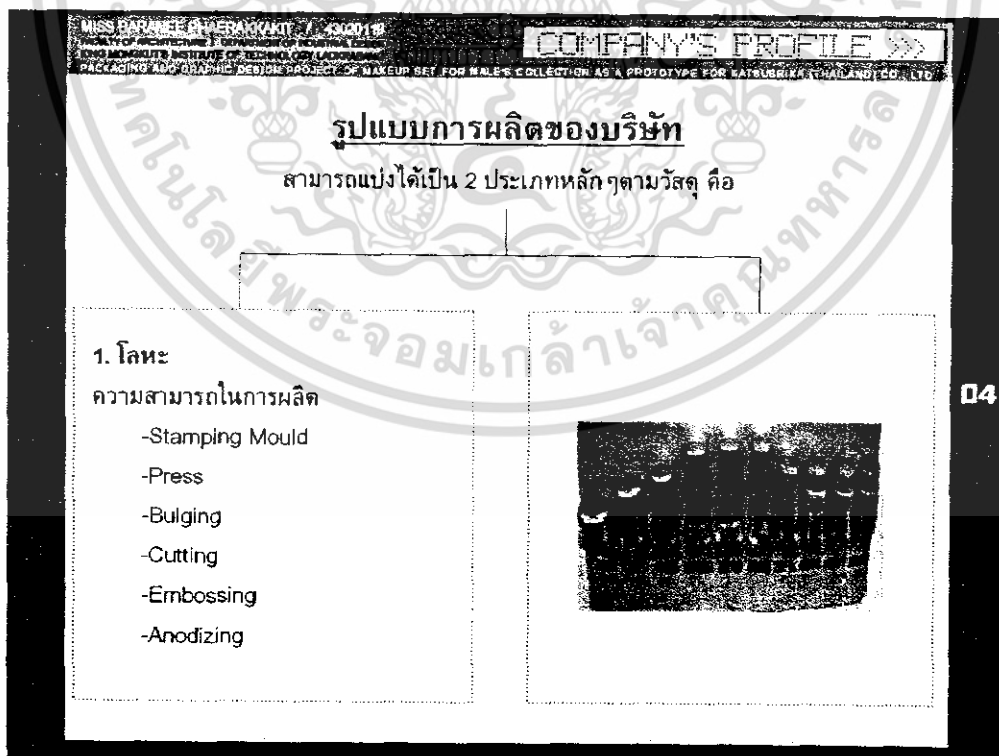 COMPANY'S PROFILE >>>
PACKAGING AND GRAPHIC DESIGN PROJECT OF MAKEUP SET FOR MALE'S COLLECTION AS A PROTOTYPE FOR KATSUSHIKA (THAILAND) CO., LTD.
รูปแบบการผลิตของบริษัท
สามารถแบ่งได้เป็น 2 ประเภทหลักๆตามวัสดุ คือ
1. โลหะ
ความสามารถในการผลิต
-Stamping Mould
-Press
-Bulging
-Cutting
-Embossing
-Anodizing
04